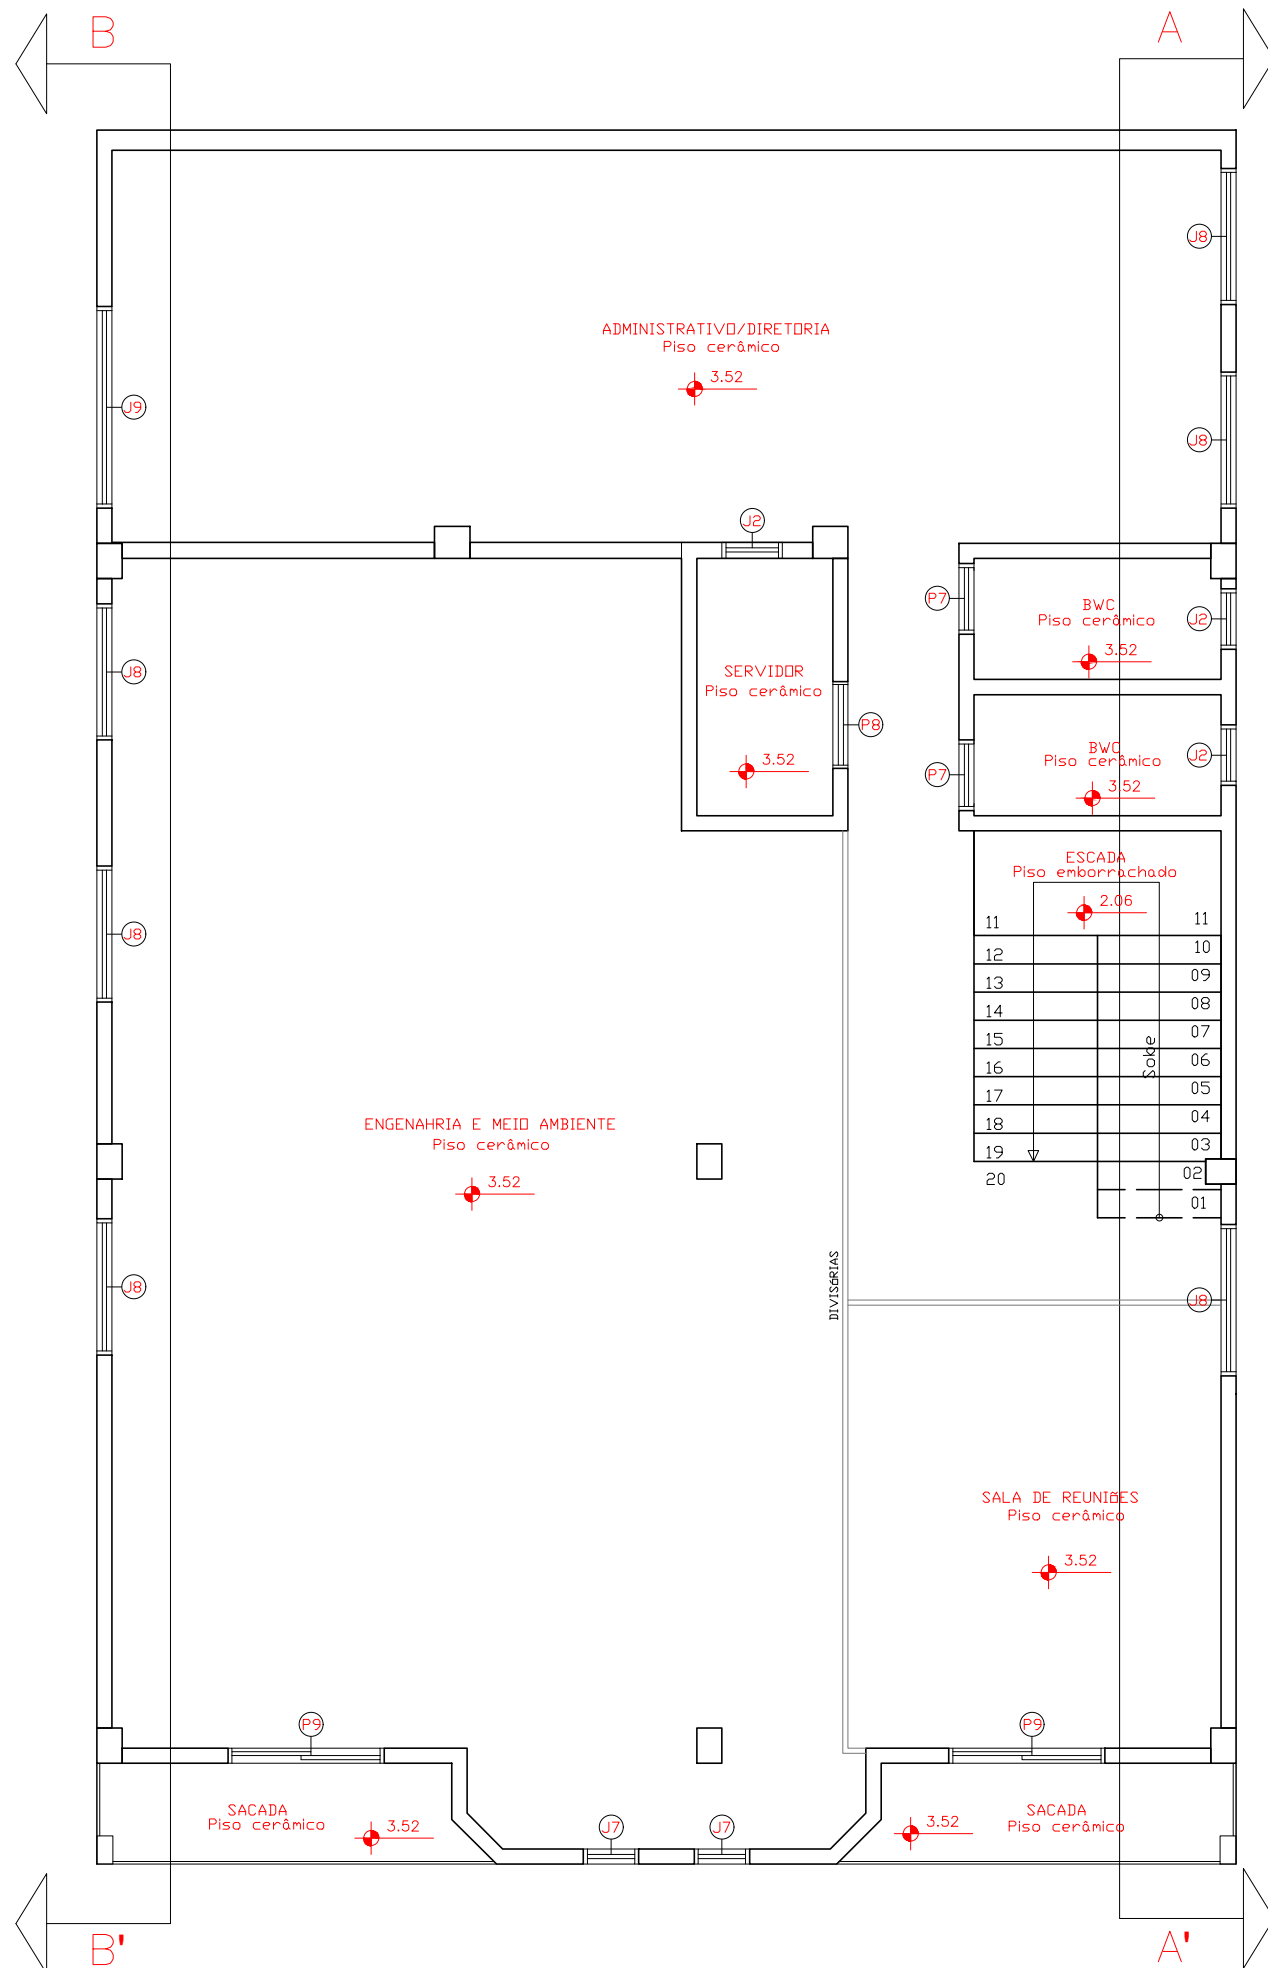 B
A
J8
ADMINISTRATIVO/DIRETORIA
Piso cerâmico
3.52
J9
J8
J2
P7
BWC
Piso cerâmico
3.52
J2
J8
SERVIDOR
Piso cerâmico
3.52
P8
P7
BWC
Piso cerâmico
3.52
J2
ESCADA
Piso emborrachado
2.06
11
11
12
10
13
09
14
08
15
07
16
06
17
05
18
04
19
03
20
02
01
Sobe
J8
ENGENAHRIA E MEIO AMBIENTE
Piso cerâmico
3.52
J8
DIVISóRIAS
J8
SALA DE REUNIõES
Piso cerâmico
3.52
P9
P9
SACADA
Piso cerâmico
3.52
J7
J7
3.52
SACADA
Piso cerâmico
B'
A'